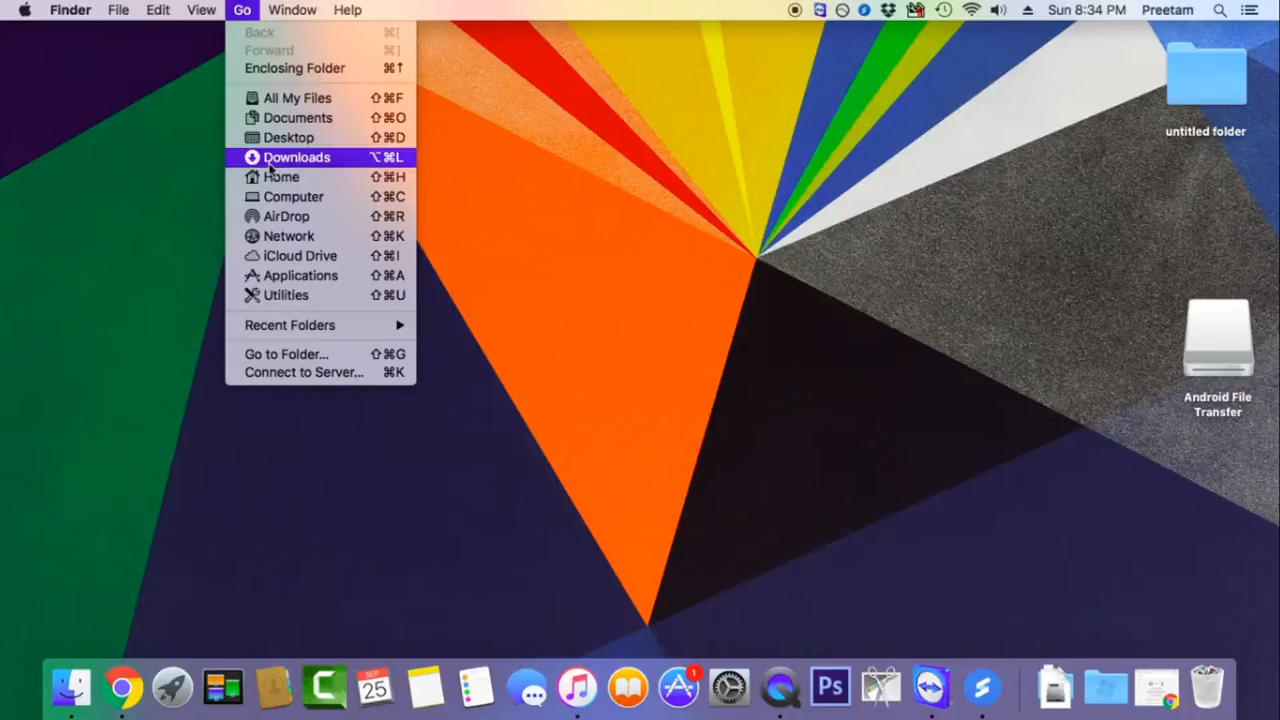 Finder File Edit View Go Window Help Sun 8:34 PM Preetam
Back ⌘[
Forward ⌘]
Enclosing Folder ⌘↑
All My Files ⇧⌘F
Documents ⇧⌘O
Desktop ⇧⌘D
Downloads ⌥⌘L
Home ⇧⌘H
Computer ⇧⌘C
AirDrop ⇧⌘R
Network ⇧⌘K
iCloud Drive ⇧⌘I
Applications ⇧⌘A
Utilities ⇧⌘U
Recent Folders
Go to Folder... ⇧⌘G
Connect to Server... ⌘K
untitled folder
Android File
Transfer
SEP
25
1
Ps